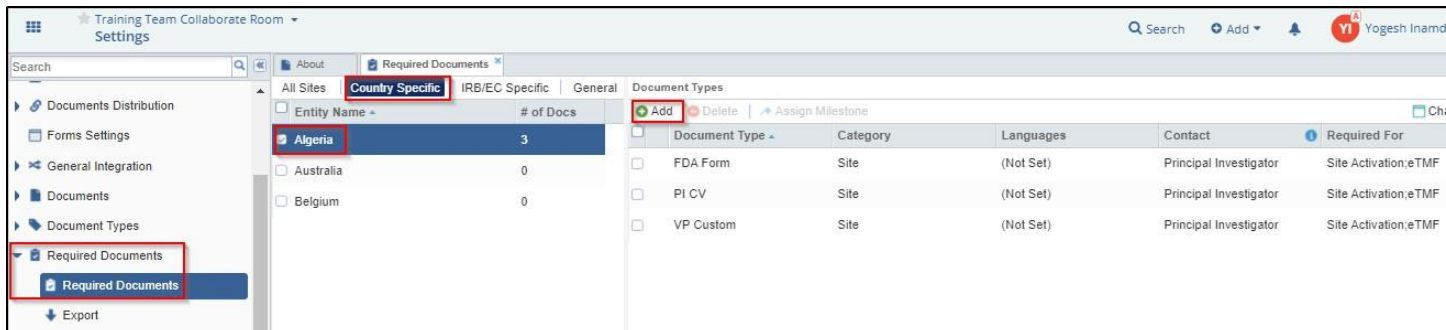 Training Team Collaborate Room
Settings
Search
Add
A
YI
Yogesh Inamd
Search
About
Required Documents
Documents Distribution
Forms Settings
General Integration
Documents
Document Types
Required Documents
Required Documents
Export
All Sites
Country Specific
IRB/EC Specific
General
Entity Name
# of Docs
Algeria
3
Australia
0
Belgium
0
Document Types
Add
Delete
Assign Milestone
Cha
Document Type
Category
Languages
Contact
Required For
FDA Form
Site
(Not Set)
Principal Investigator
Site Activation;eTMF
PI CV
Site
(Not Set)
Principal Investigator
Site Activation;eTMF
VP Custom
Site
(Not Set)
Principal Investigator
Site Activation;eTMF